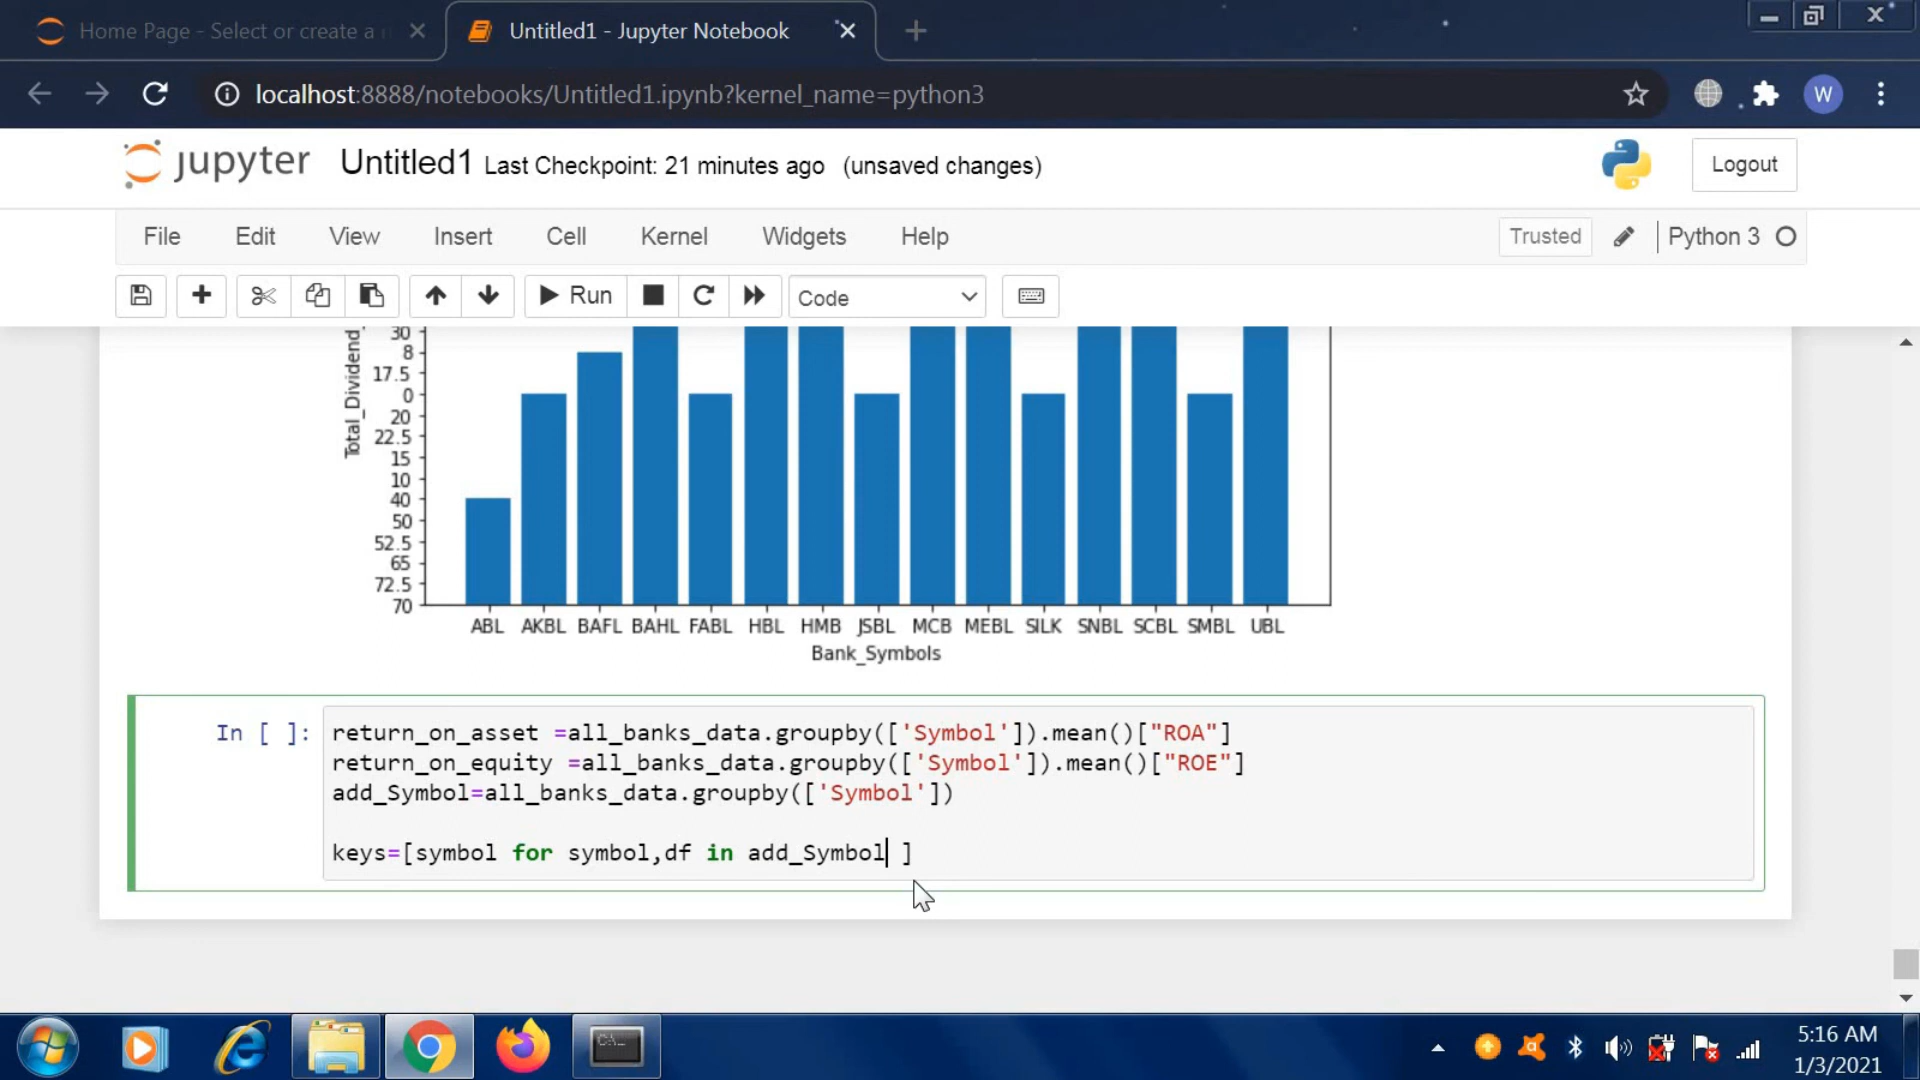 Home Page - Select or create a n
Untitled1 - Jupyter Notebook
localhost:8888/notebooks/Untitled1.ipynb?kernel_name=python3
W
jupyter
Untitled1 Last Checkpoint: 21 minutes ago (unsaved changes)
Logout
File Edit View Insert Cell Kernel Widgets Help
Trusted
Python 3
Run
Code
Total_Dividend_
30
8
17.5
0
20
22.5
15
10
40
50
52.5
65
72.5
70
ABL AKBL BAFL BAHL FABL HBL HMB JSBL MCB MEBL SILK SNBL SCBL SMBL UBL
Bank_Symbols
In [ ]: return_on_asset =all_banks_data.groupby(['Symbol']).mean()["ROA"]
return_on_equity =all_banks_data.groupby(['Symbol']).mean()["ROE"]
add_Symbol=all_banks_data.groupby(['Symbol'])
keys=[symbol for symbol,df in add_Symbol ]
5:16 AM
1/3/2021